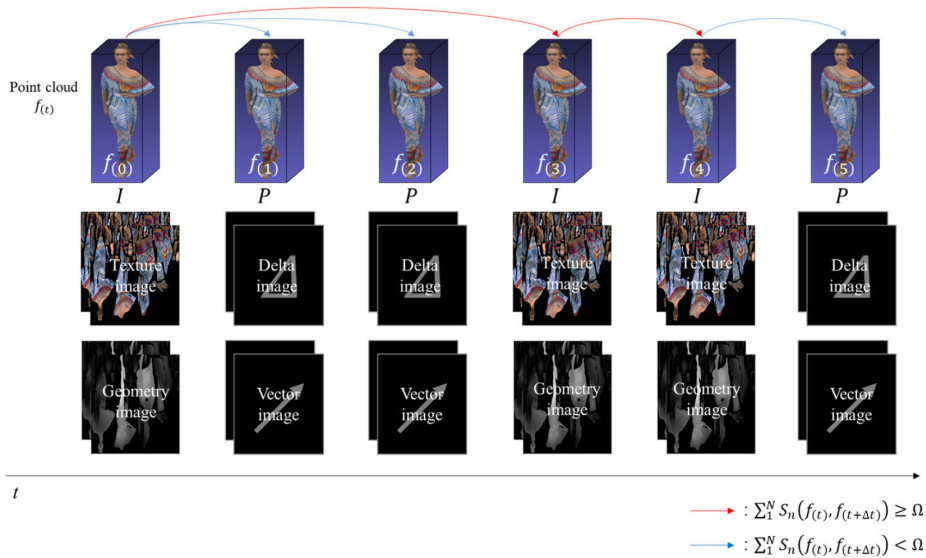 Point cloud
f(t)
f(0) f(1) f(2) f(3) f(4) f(5)
I P P I I P
Texture image Delta image Delta image Texture image Texture image Delta image
Geometry image Vector image Vector image Geometry image Geometry image Vector image
t
: ∑₁ᴺ Sₙ(f(t), f(t+Δt)) ≥ Ω
: ∑₁ᴺ Sₙ(f(t), f(t+Δt)) < Ω